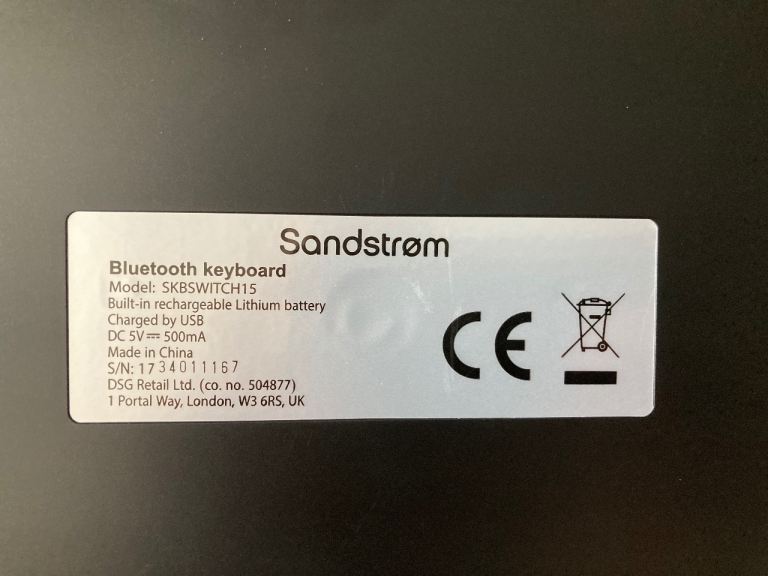 Sandstrøm
Bluetooth keyboard
Model: SKBSWITCH15
Built-in rechargeable Lithium battery
Charged by USB
DC 5V⎓ 500mA
Made in China
S/N: 1734011167
DSG Retail Ltd. (co. no. 504877)
1 Portal Way, London, W3 6RS, UK
CE